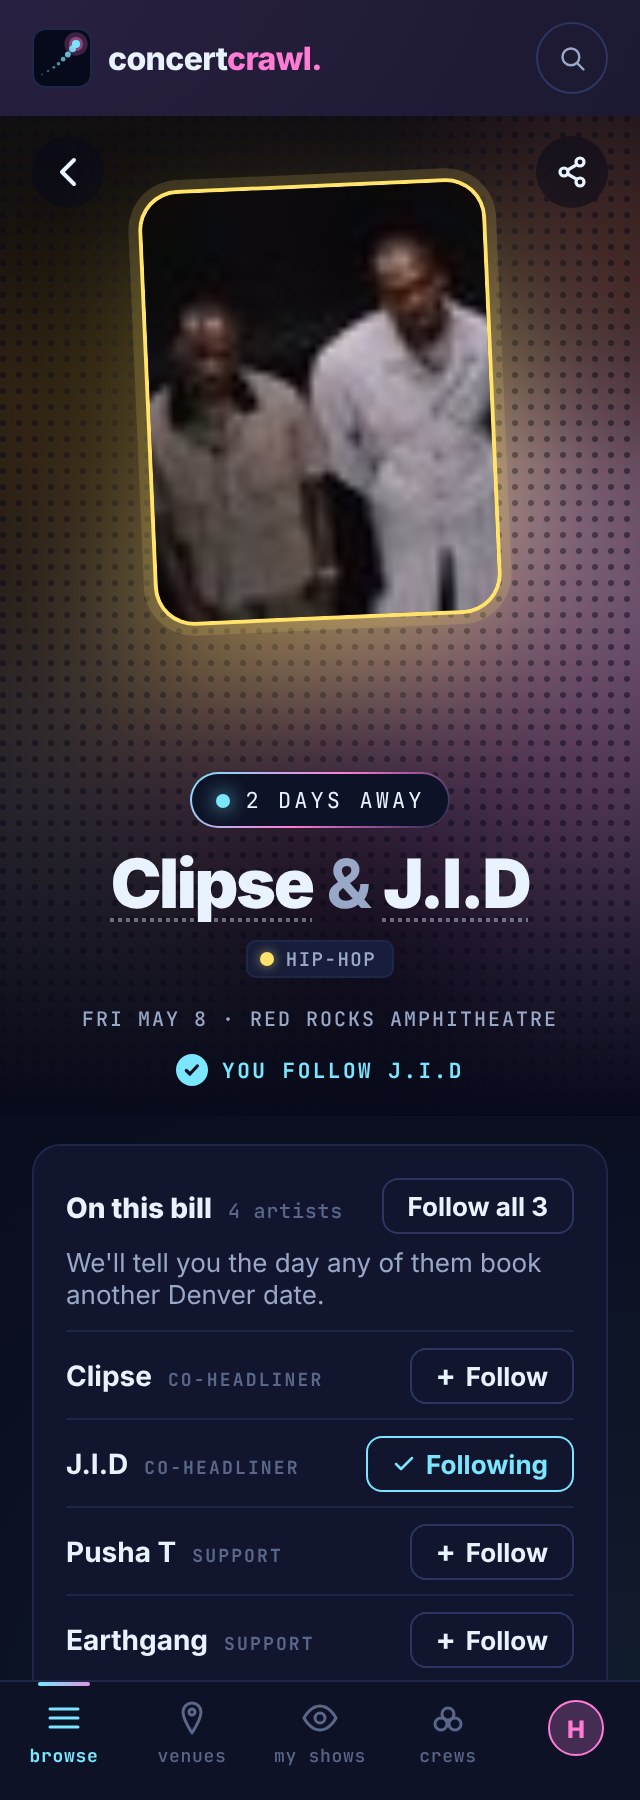 concertcrawl.
2 DAYS AWAY
Clipse & J.I.D
HIP-HOP
FRI MAY 8 · RED ROCKS AMPHITHEATRE
YOU FOLLOW J.I.D
On this bill 4 artists Follow all 3
We'll tell you the day any of them book
another Denver date.
Clipse CO-HEADLINER + Follow
J.I.D CO-HEADLINER ✓ Following
Pusha T SUPPORT + Follow
Earthgang SUPPORT + Follow
browse venues my shows crews H